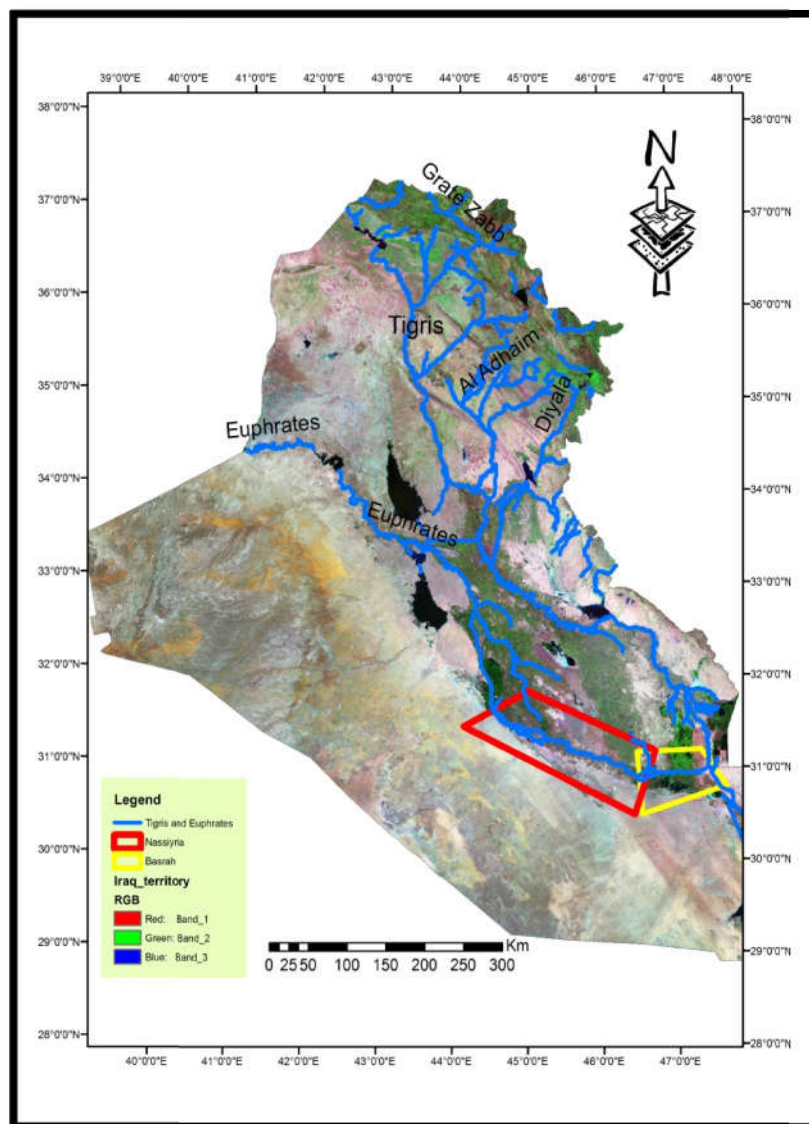 39°0'0"E 40°0'0"E 41°0'0"E 42°0'0"E 43°0'0"E 44°0'0"E 45°0'0"E 46°0'0"E 47°0'0"E 48°0'0"E
38°0'0"N 38°0'0"N
N
37°0'0"N 37°0'0"N
Grate Zabb
36°0'0"N 36°0'0"N
Tigris
Al Adhaim
35°0'0"N 35°0'0"N
Diyala
Euphrates
34°0'0"N 34°0'0"N
Euphrates
33°0'0"N 33°0'0"N
32°0'0"N 32°0'0"N
31°0'0"N 31°0'0"N
Legend
Tigris and Euphrates
Nassiyria
Basrah
Iraq_territory
RGB
Red: Band_1
Green: Band_2
Blue: Band_3
30°0'0"N 30°0'0"N
29°0'0"N 29°0'0"N
Km
0 25 50 100 150 200 250 300
28°0'0"N 28°0'0"N
40°0'0"E 41°0'0"E 42°0'0"E 43°0'0"E 44°0'0"E 45°0'0"E 46°0'0"E 47°0'0"E